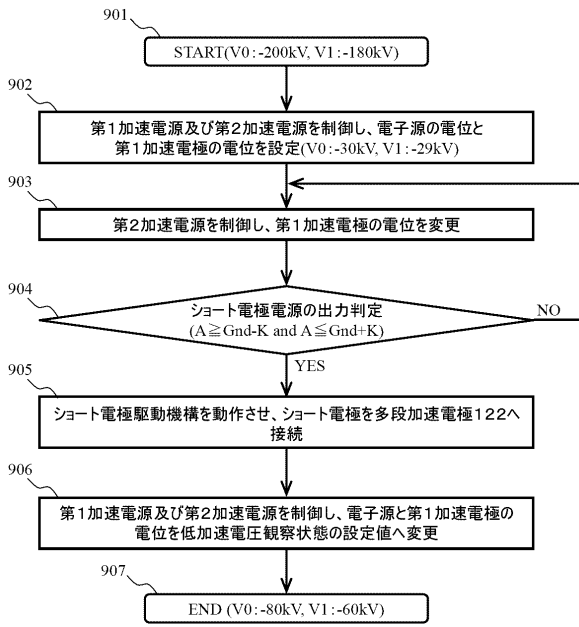 901
START(V0:-200kV, V1:-180kV)
902
第1加速電源及び第2加速電源を制御し、電子源の電位と
第1加速電極の電位を設定(V0:-30kV, V1:-29kV)
903
第2加速電源を制御し、第1加速電極の電位を変更
904
ショート電極電源の出力判定
(A≧Gnd-K and A≦Gnd+K)
NO
YES
905
ショート電極駆動機構を動作させ、ショート電極を多段加速電極122へ
接続
906
第1加速電源及び第2加速電源を制御し、電子源と第1加速電極の
電位を低加速電圧観察状態の設定値へ変更
907
END (V0:-80kV, V1:-60kV)